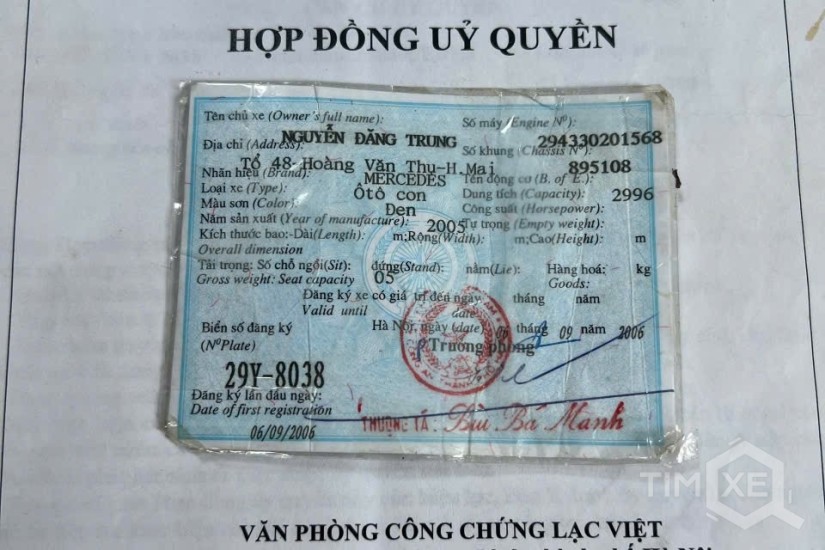 HỢP ĐỒNG UỶ QUYỀN
Tên chủ xe (Owner's full name):
NGUYỄN ĐĂNG TRUNG
Số máy (Engine Nº):
294330201568
Địa chỉ (Address):
Tổ 48-Hoàng Văn Thụ-H.Mai
Số khung (Chassis Nº):
895108
Nhãn hiệu (Brand): MERCEDES
Tên động cơ (B. of E.):
Loại xe (Type): Ôtô con
Dung tích (Capacity): 2996
Màu sơn (Color): Đen
Công suất (Horsepower):
Năm sản xuất (Year of manufacture): 2005
Tự trọng (Empty weight):
Kích thước bao:-Dài(Length): m;Rộng(Width): m;Cao(Height): m
Overall dimension
Tải trọng: Số chỗ ngồi(Sit): 05 đứng(Stand): nằm(Lie): Hàng hoá: kg
Gross weight: Seat capacity Goods:
Đăng ký xe có giá trị đến ngày tháng năm
Valid until date
Biển số đăng ký
(NºPlate)
Hà Nội, ngày (date) 06 tháng 09 năm 2006
Trưởng phòng
29Y-8038
Đăng ký lần đầu ngày:
Date of first registration
06/09/2006
THƯỢNG TÁ: Bùi Bá Mạnh
TIMXE
VĂN PHÒNG CÔNG CHỨNG LẠC VIỆT